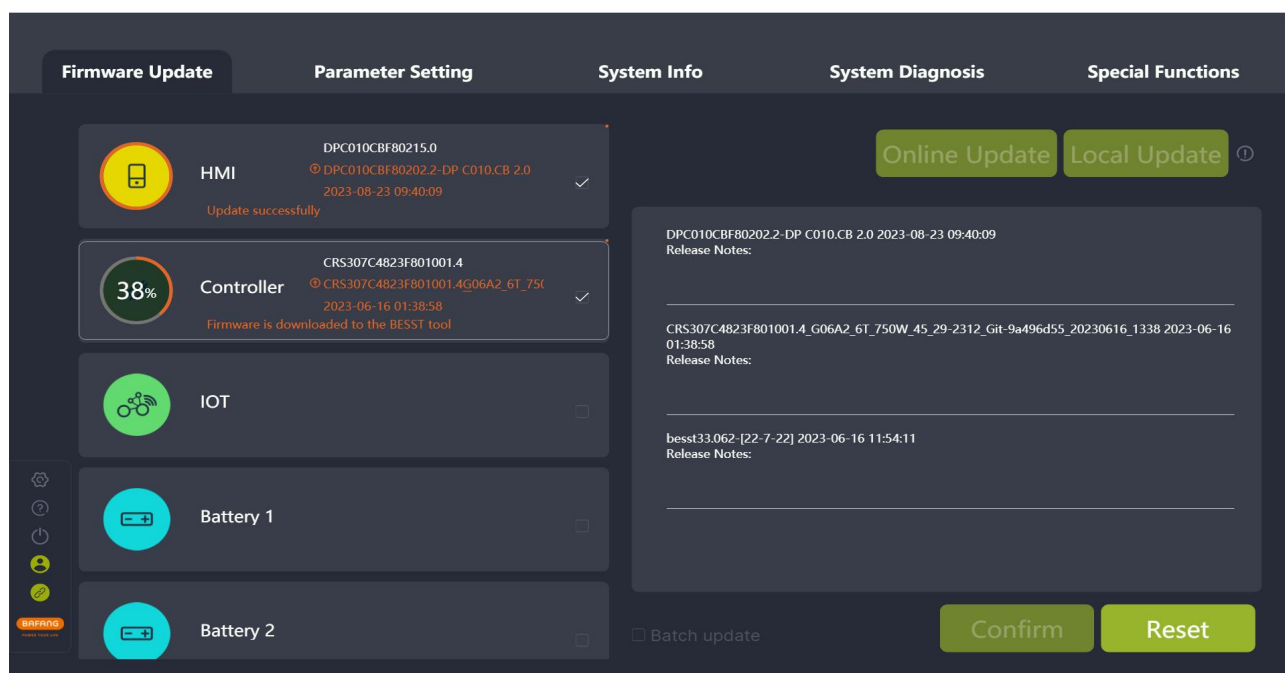 Firmware Update
Parameter Setting
System Info
System Diagnosis
Special Functions
HMI
DPC010CBF80215.0
DPC010CBF80202.2-DP C010.CB 2.0
2023-08-23 09:40:09
Update successfully
38%
Controller
CRS307C4823F801001.4
CRS307C4823F801001.4G06A2_6T_750
2023-06-16 01:38:58
Firmware is downloaded to the BESST tool
IOT
Battery 1
Battery 2
BAFANG
Online Update
Local Update
DPC010CBF80202.2-DP C010.CB 2.0 2023-08-23 09:40:09
Release Notes:
CRS307C4823F801001.4_G06A2_6T_750W_45_29-2312_Git-9a496d55_20230616_1338 2023-06-16
01:38:58
Release Notes:
besst33.062-[22-7-22] 2023-06-16 11:54:11
Release Notes:
Batch update
Confirm
Reset